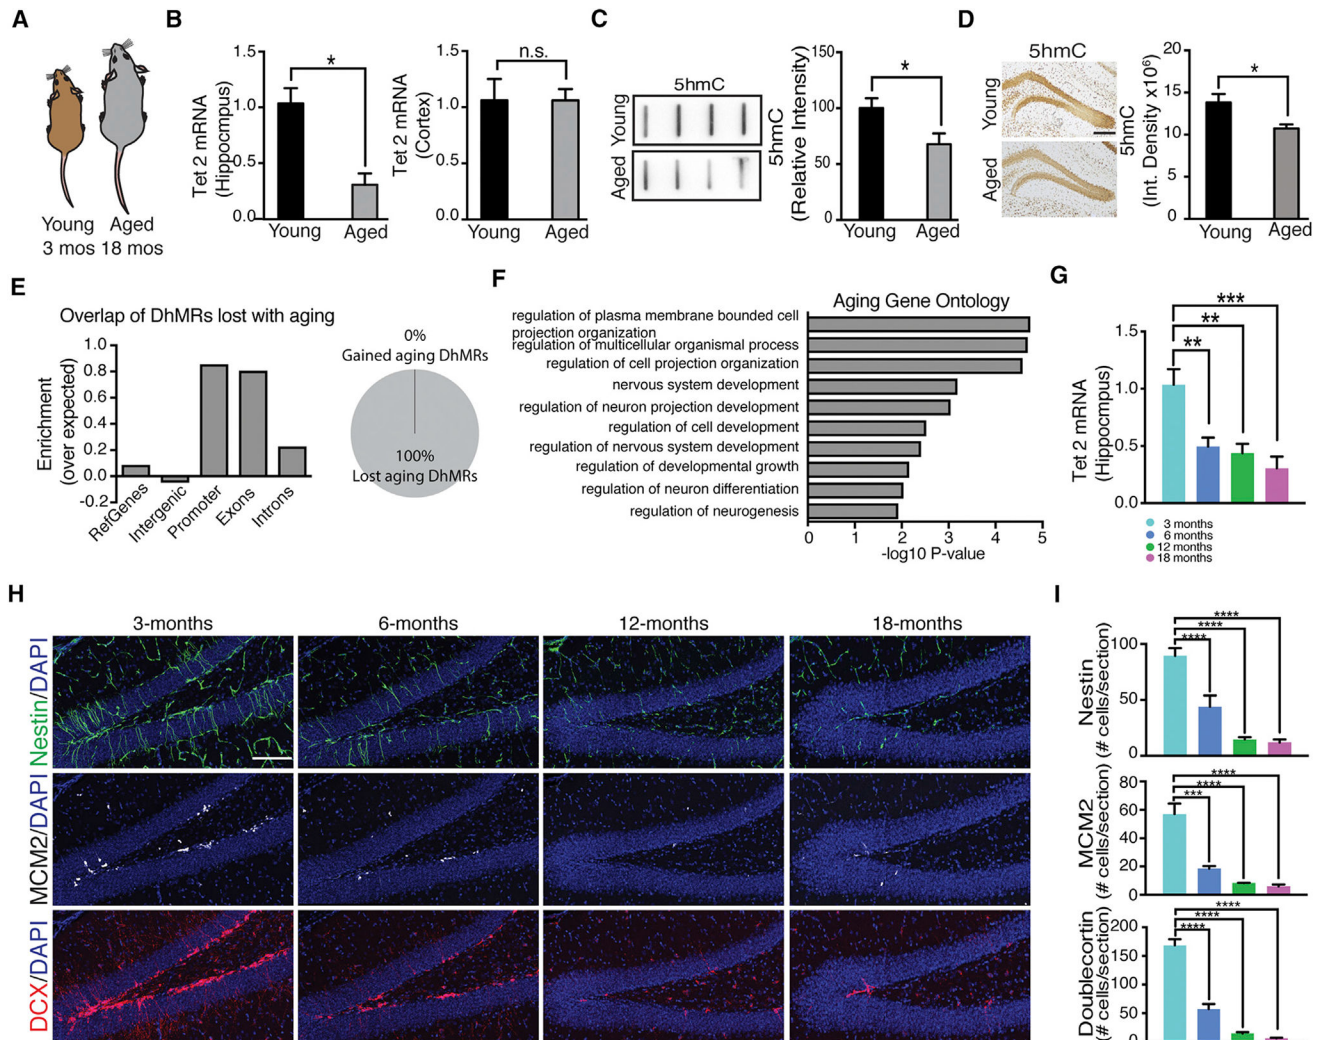 A
Young
3 mos
Aged
18 mos
B
Tet 2 mRNA
(Hippocmpus)
1.5
1.0
0.5
0.0
*
Young
Aged
Tet 2 mRNA
(Cortex)
1.5
1.0
0.5
0.0
n.s.
Young
Aged
C
5hmC
Young
Aged
5hmC
(Relative Intensity)
150
100
50
0
*
Young
Aged
D
5hmC
Young
Aged
5hmC
(Int. Density x10⁶)
20
15
10
5
0
*
Young
Aged
E
Overlap of DhMRs lost with aging
Enrichment
(over expected)
1.0
0.8
0.6
0.4
0.2
0.0
-0.2
RefGenes
Intergenic
Promoter
Exons
Introns
0%
Gained aging DhMRs
100%
Lost aging DhMRs
F
Aging Gene Ontology
regulation of plasma membrane bounded cell
projection organization
regulation of multicellular organismal process
regulation of cell projection organization
nervous system development
regulation of neuron projection development
regulation of cell development
regulation of nervous system development
regulation of developmental growth
regulation of neuron differentiation
regulation of neurogenesis
0 1 2 3 4 5
-log10 P-value
G
Tet 2 mRNA
(Hippocmpus)
1.5
1.0
0.5
0.0
***
**
**
3 months
6 months
12 months
18 months
H
3-months
6-months
12-months
18-months
Nestin/DAPI
MCM2/DAPI
DCX/DAPI
I
Nestin
(# cells/section)
100
50
0
****
****
****
MCM2
(# cells/section)
80
60
40
20
0
****
****
***
Doublecortin
(# cells/section)
200
150
100
50
0
****
****
****